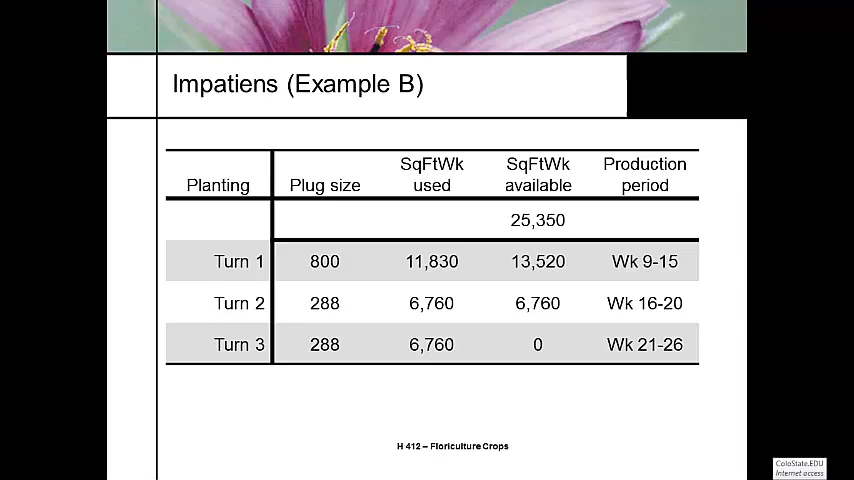 Impatiens (Example B)
SqFtWk SqFtWk Production
Planting Plug size used available period
25,350
Turn 1 800 11,830 13,520 Wk 9-15
Turn 2 288 6,760 6,760 Wk 16-20
Turn 3 288 6,760 0 Wk 21-26
H 412 – Floriculture Crops
ColoState.EDU
Internet access